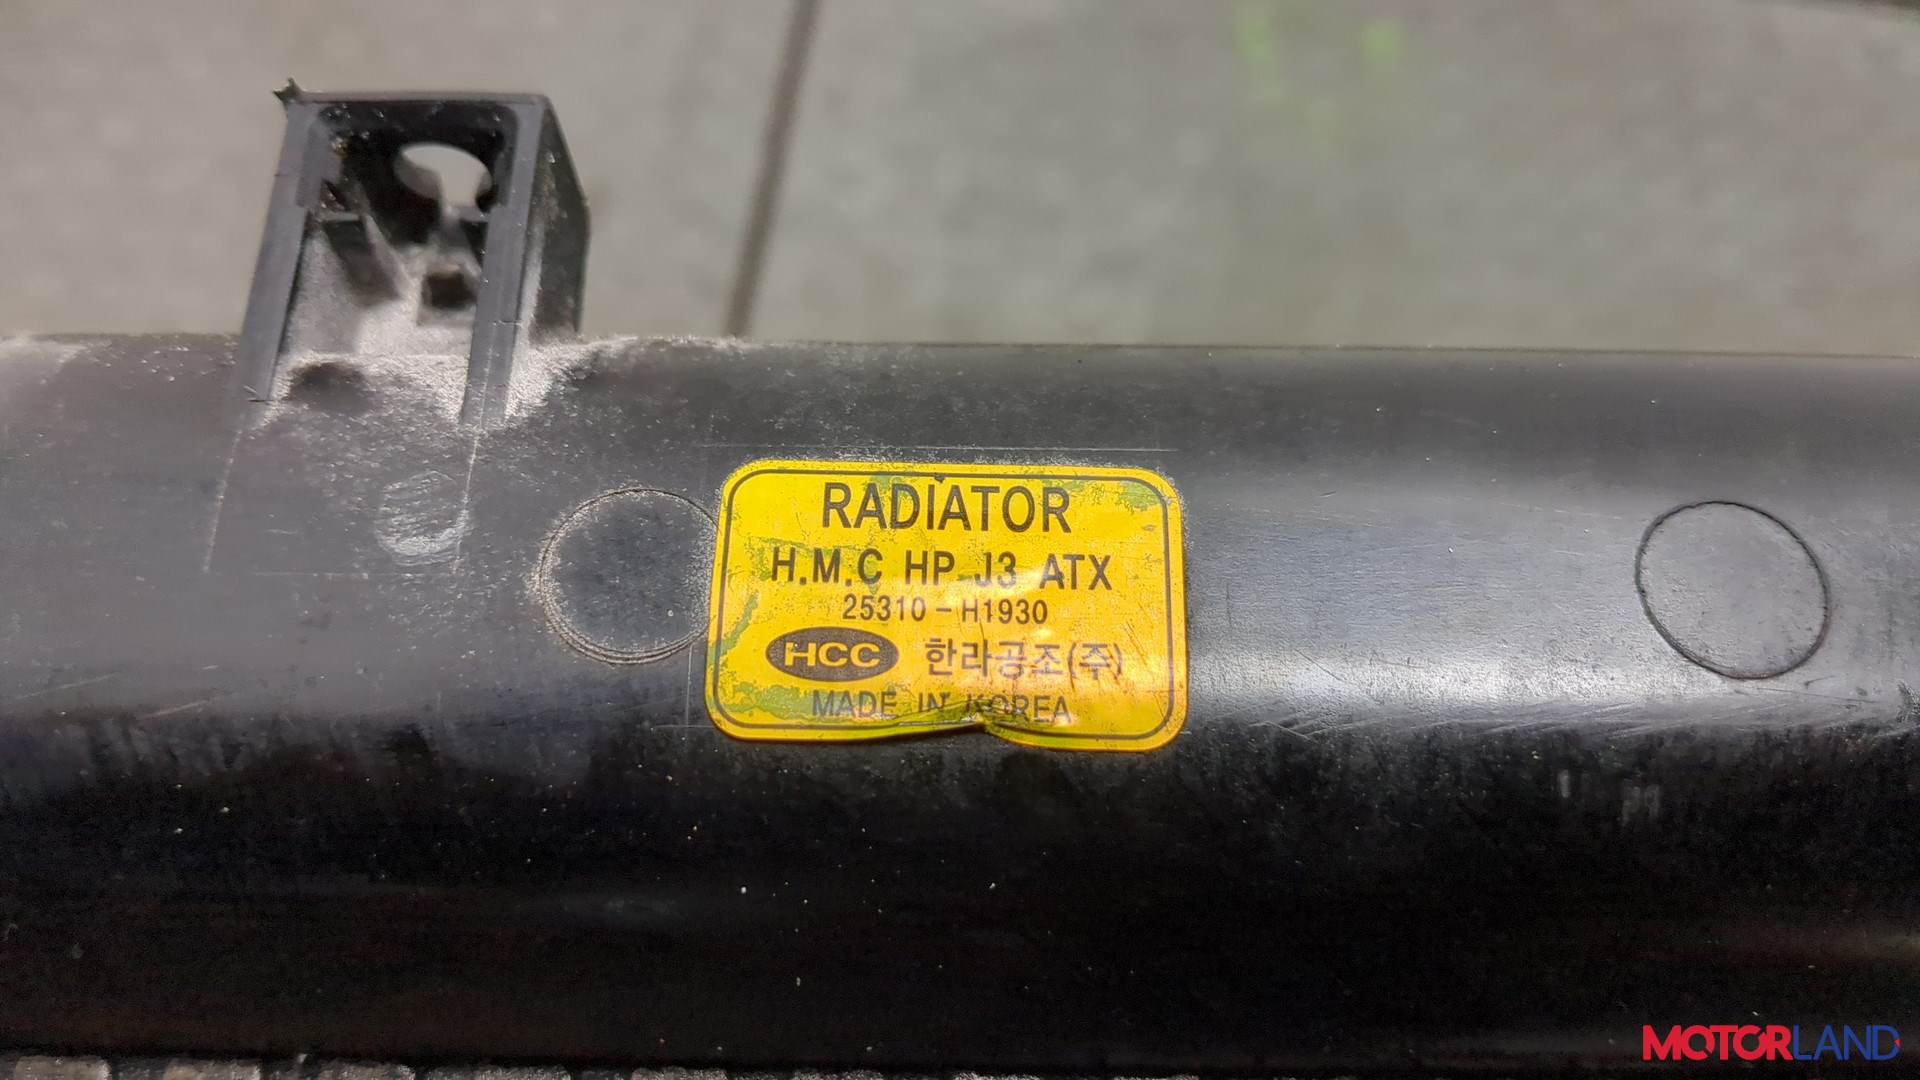 RADIATOR
H.M.C HP J3 ATX
25310-H1930
HCC 한라공조(주)
MADE IN KOREA
MOTORLAND